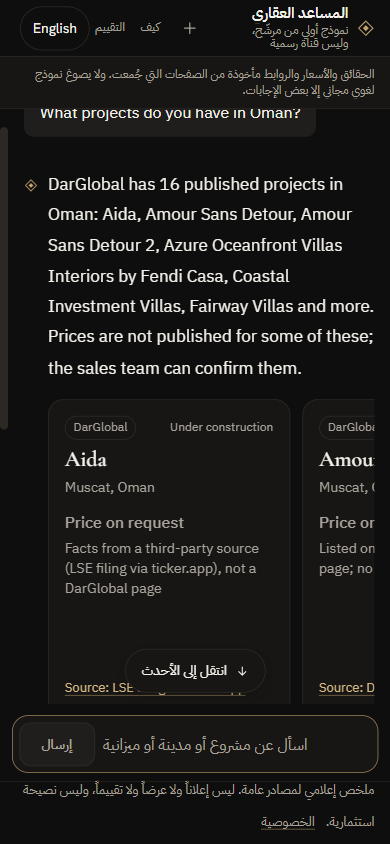 المساعد العقاري
نموذج أولي من مرشّح،
وليس قناة رسمية
+
كيف
التقييم
English
الحقائق والأسعار والروابط مأخوذة من الصفحات التي جُمعت. ولا يصوغ نموذج
لغوي مجاني إلا بعض الإجابات.
What projects do you have in Oman?
DarGlobal has 16 published projects in
Oman: Aida, Amour Sans Detour, Amour
Sans Detour 2, Azure Oceanfront Villas
Interiors by Fendi Casa, Coastal
Investment Villas, Fairway Villas and more.
Prices are not published for some of these;
the sales team can confirm them.
DarGlobal
Under construction
Aida
Muscat, Oman
Price on request
Facts from a third-party source
(LSE filing via ticker.app), not a
DarGlobal page
Source: LSE
DarGloba
Amou
Muscat,
Price or
Listed on
page; no
Source: D
انتقل إلى الأحدث ↓
اسأل عن مشروع أو مدينة أو ميزانية
إرسال
ملخص إعلامي لمصادر عامة. ليس إعلاناً ولا عرضاً ولا تقييماً، وليس نصيحة
استثمارية. الخصوصية